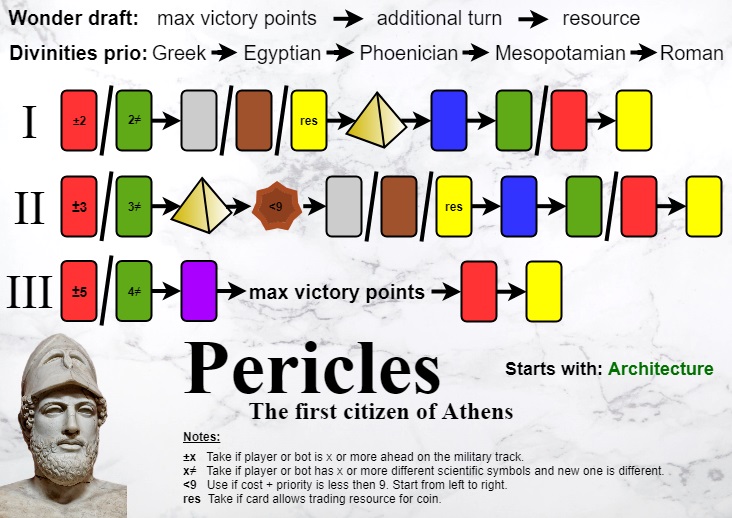 Wonder draft: max victory points additional turn resource
Divinities prio: Greek Egyptian Phoenician Mesopotamian Roman
I ±2 2≠ res
II ±3 3≠ <9 res
III ±5 4≠ max victory points
Pericles
Starts with: Architecture
The first citizen of Athens
Notes:
±x Take if player or bot is x or more ahead on the military track.
x≠ Take if player or bot has x or more different scientific symbols and new one is different.
<9 Use if cost + priority is less then 9. Start from left to right.
res Take if card allows trading resource for coin.